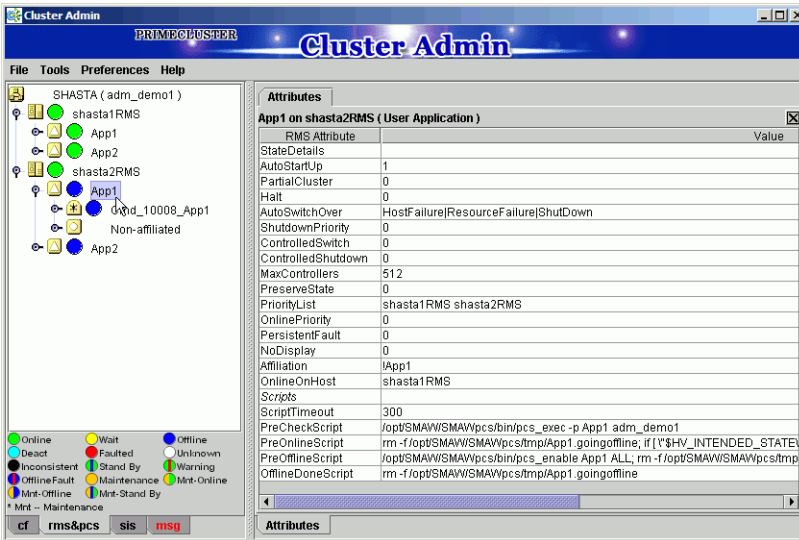 Cluster Admin
PRIMECLUSTER
Cluster Admin
File Tools Preferences Help
SHASTA ( adm_demo1 )
shasta1RMS
App1
App2
shasta2RMS
App1
Cmd_10008_App1
Non-affiliated
App2
Online Wait Offline
Deact Faulted Unknown
Inconsistent Stand By Warning
OfflineFault Maintenance Mnt-Online
Mnt-Offline Mnt-Stand By
* Mnt -- Maintenance
cf rms&pcs sis msg
Attributes
App1 on shasta2RMS ( User Application )
RMS Attribute Value
StateDetails
AutoStartUp 1
PartialCluster 0
Halt 0
AutoSwitchOver HostFailure|ResourceFailure|ShutDown
ShutdownPriority 0
ControlledSwitch 0
ControlledShutdown 0
MaxControllers 512
PreserveState 0
PriorityList shasta1RMS shasta2RMS
OnlinePriority 0
PersistentFault 0
NoDisplay 0
Affiliation !App1
OnlineOnHost shasta1RMS
Scripts
ScriptTimeout 300
PreCheckScript /opt/SMAW/SMAWpcs/bin/pcs_exec -p App1 adm_demo1
PreOnlineScript rm -f /opt/SMAW/SMAWpcs/tmp/App1.goingoffline; if [ \"$HV_INTENDED_STATE\
PreOfflineScript /opt/SMAW/SMAWpcs/bin/pcs_enable App1 ALL; rm -f /opt/SMAW/SMAWpcs/tmp
OfflineDoneScript rm -f /opt/SMAW/SMAWpcs/tmp/App1.goingoffline
Attributes